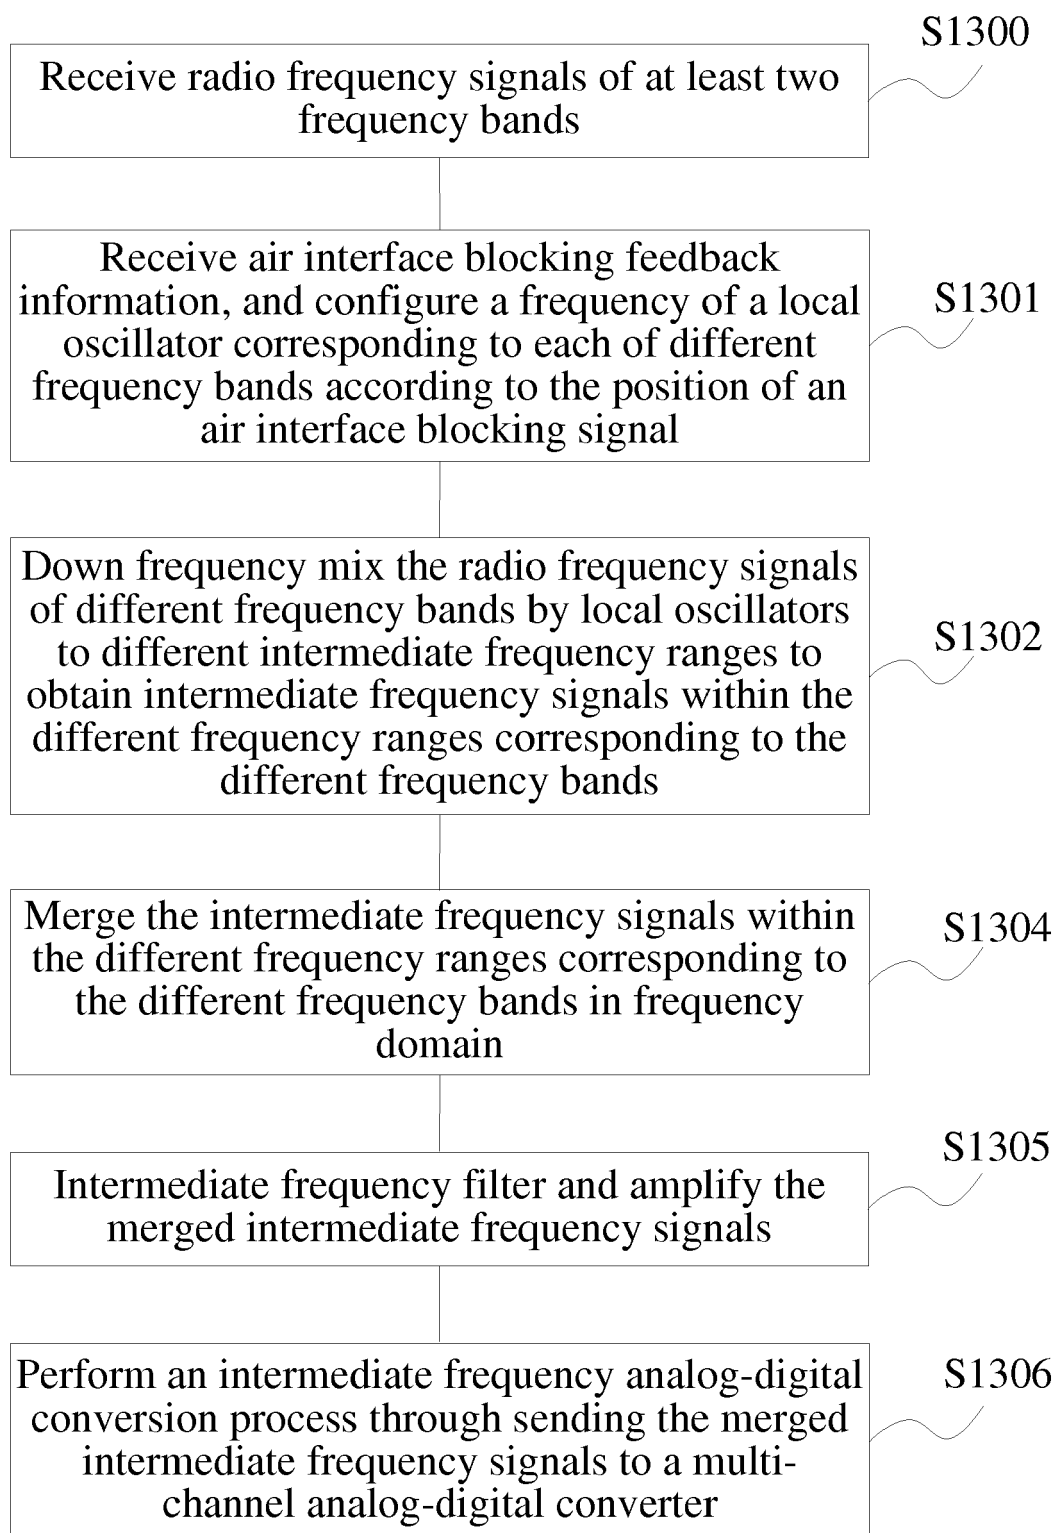 S1300
Receive radio frequency signals of at least two
frequency bands
Receive air interface blocking feedback
information, and configure a frequency of a local
oscillator corresponding to each of different
frequency bands according to the position of an
air interface blocking signal
S1301
Down frequency mix the radio frequency signals
of different frequency bands by local oscillators
to different intermediate frequency ranges to
obtain intermediate frequency signals within the
different frequency ranges corresponding to the
different frequency bands
S1302
Merge the intermediate frequency signals within
the different frequency ranges corresponding to
the different frequency bands in frequency
domain
S1304
Intermediate frequency filter and amplify the
merged intermediate frequency signals
S1305
Perform an intermediate frequency analog-digital
conversion process through sending the merged
intermediate frequency signals to a multi-
channel analog-digital converter
S1306